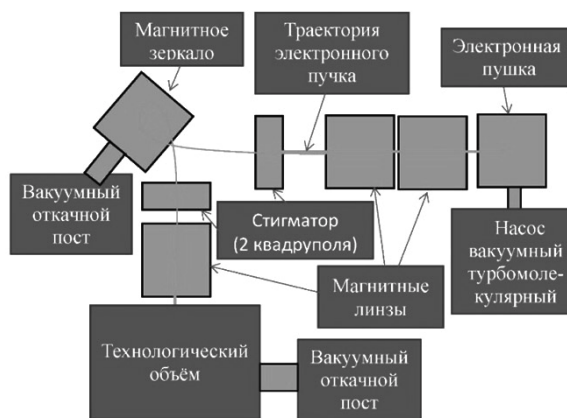 Магнитное
зеркало
Траектория
электронного
пучка
Электронная
пушка
Вакуумный
откачной
пост
Стигматор
(2 квадруполя)
Насос
вакуумный
турбомоле-
кулярный
Магнитные
линзы
Технологический
объём
Вакуумный
откачной
пост